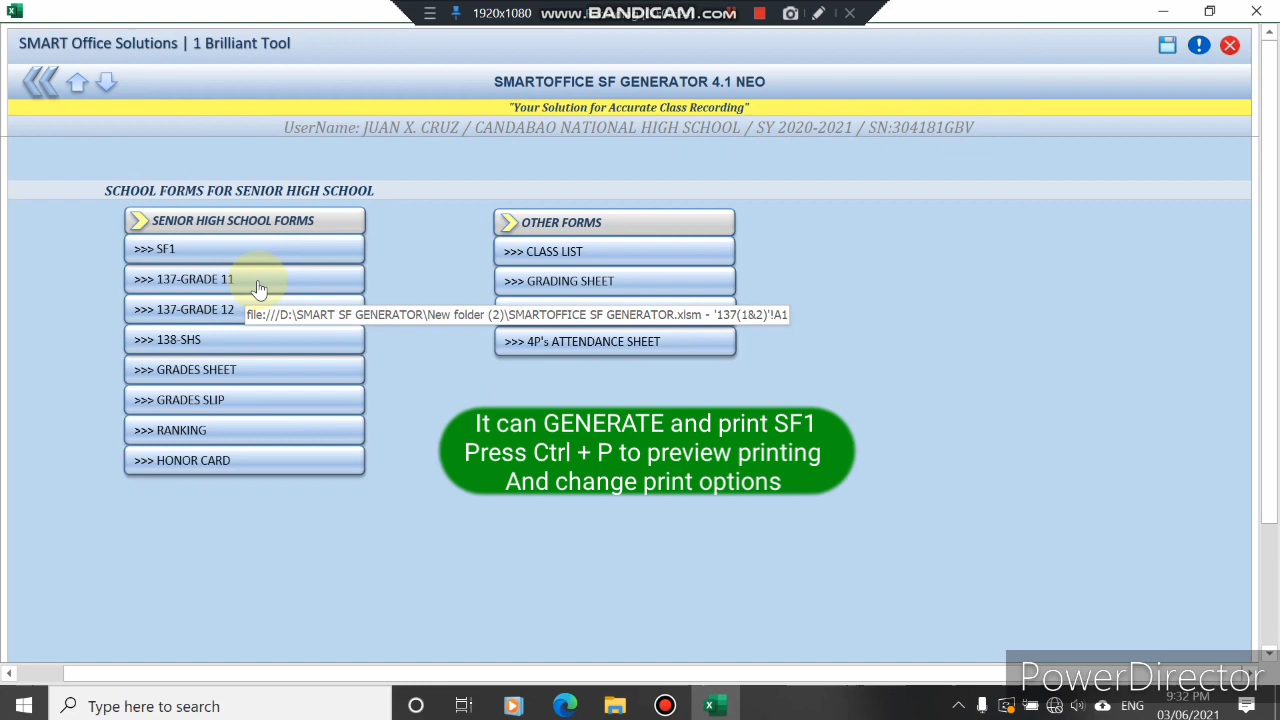 1920x1080
www.BANDICAM.com
SMART Office Solutions | 1 Brilliant Tool
SMARTOFFICE SF GENERATOR 4.1 NEO
"Your Solution for Accurate Class Recording"
UserName: JUAN X. CRUZ / CANDABAO NATIONAL HIGH SCHOOL / SY 2020-2021 / SN:304181GBV
SCHOOL FORMS FOR SENIOR HIGH SCHOOL
SENIOR HIGH SCHOOL FORMS
>>> SF1
>>> 137-GRADE 11
>>> 137-GRADE 12
>>> 138-SHS
>>> GRADES SHEET
>>> GRADES SLIP
>>> RANKING
>>> HONOR CARD
OTHER FORMS
>>> CLASS LIST
>>> GRADING SHEET
file:///D:\SMART SF GENERATOR\New folder (2)\SMARTOFFICE SF GENERATOR.xlsm - '137(1&2)'!A1
>>> 4P's ATTENDANCE SHEET
It can GENERATE and print SF1
Press Ctrl + P to preview printing
And change print options
PowerDirector
Type here to search
ENG
9:32 PM
03/06/2021